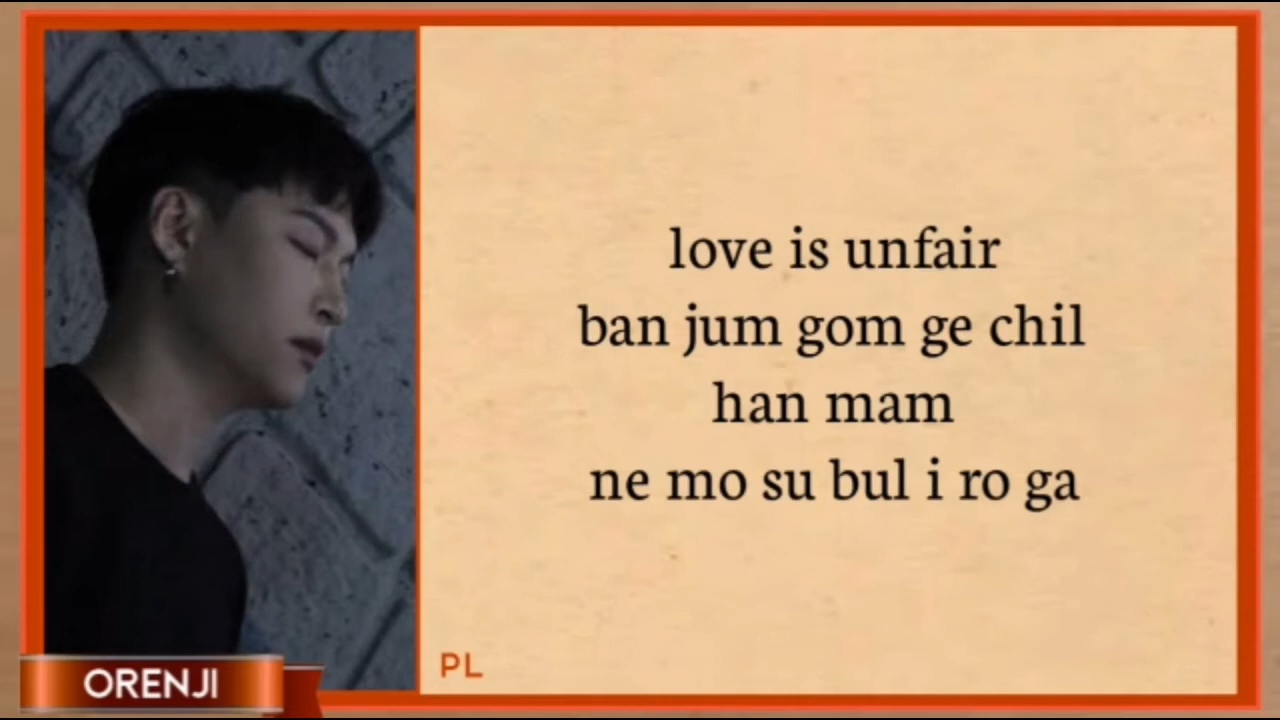 love is unfair
ban jum gom ge chil
han mam
ne mo su bul i ro ga
PL
ORENJI